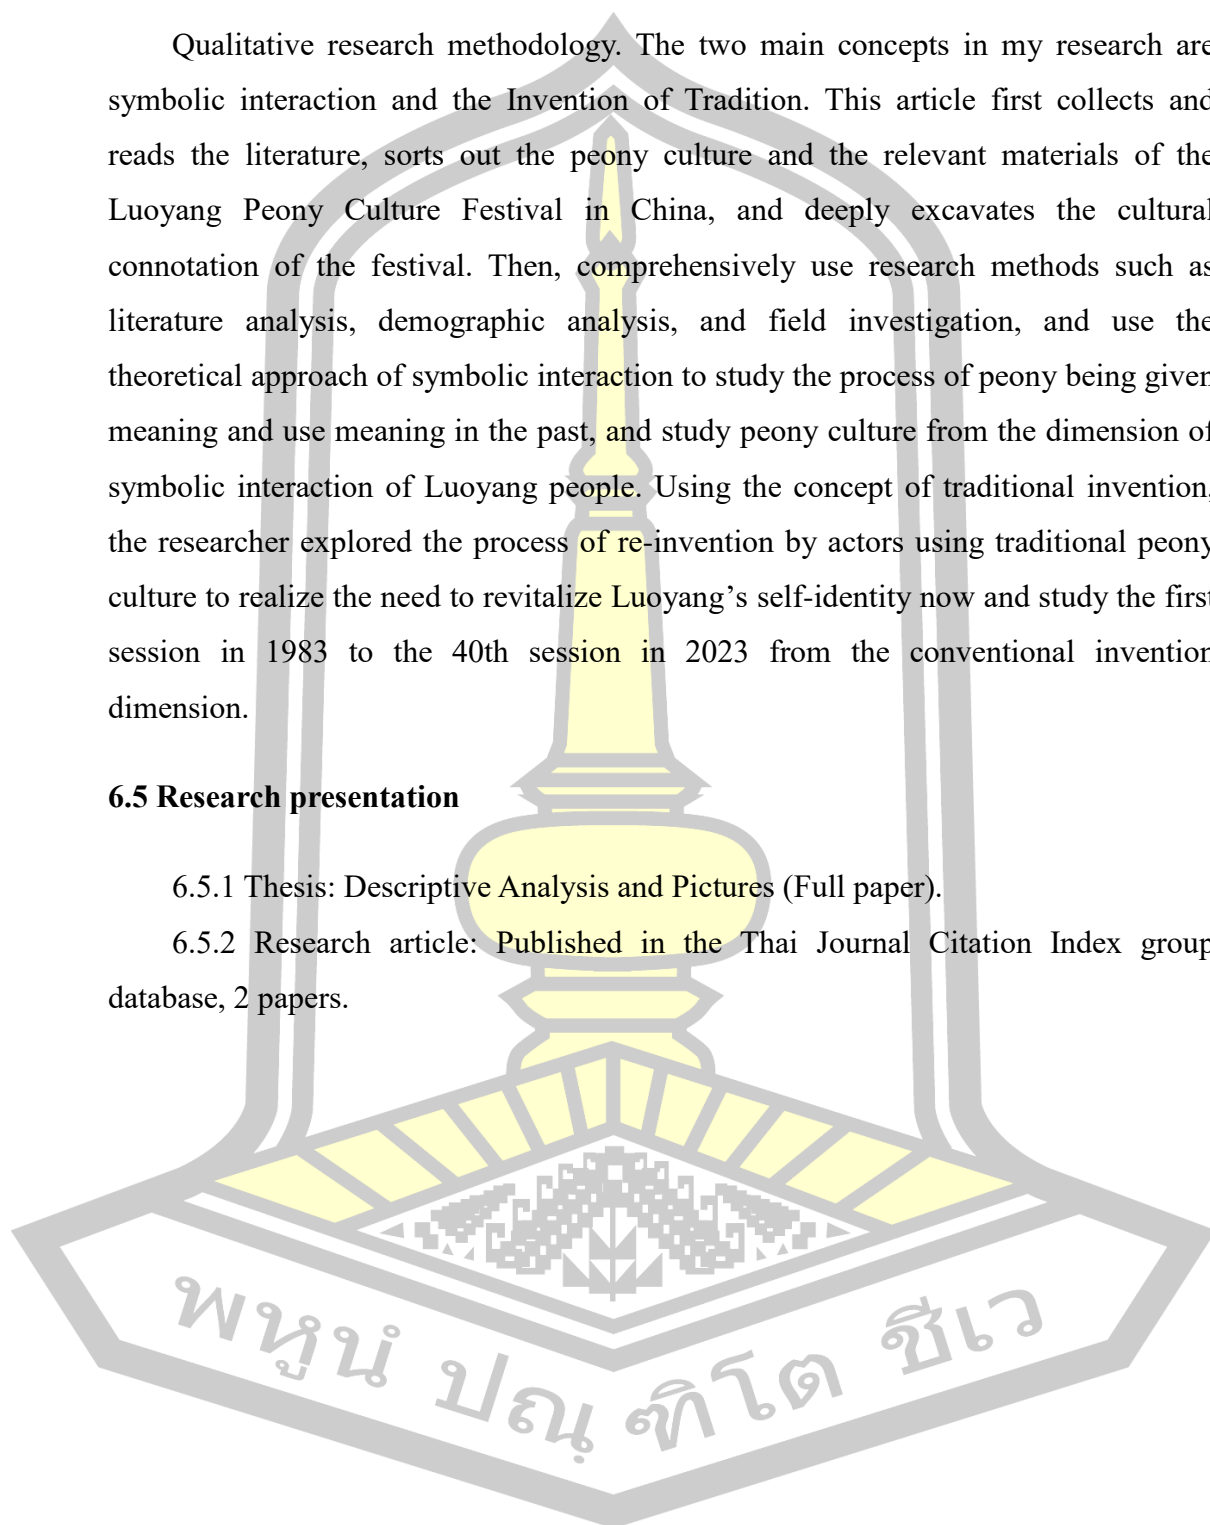 Qualitative research methodology. The two main concepts in my research are
symbolic interaction and the Invention of Tradition. This article first collects and
reads the literature, sorts out the peony culture and the relevant materials of the
Luoyang Peony Culture Festival in China, and deeply excavates the cultural
connotation of the festival. Then, comprehensively use research methods such as
literature analysis, demographic analysis, and field investigation, and use the
theoretical approach of symbolic interaction to study the process of peony being given
meaning and use meaning in the past, and study peony culture from the dimension of
symbolic interaction of Luoyang people. Using the concept of traditional invention,
the researcher explored the process of re-invention by actors using traditional peony
culture to realize the need to revitalize Luoyang’s self-identity now and study the first
session in 1983 to the 40th session in 2023 from the conventional invention
dimension.
6.5 Research presentation
6.5.1 Thesis: Descriptive Analysis and Pictures (Full paper).
6.5.2 Research article: Published in the Thai Journal Citation Index group
database, 2 papers.
พหูนํ ปณฺฑิโต ชีเว